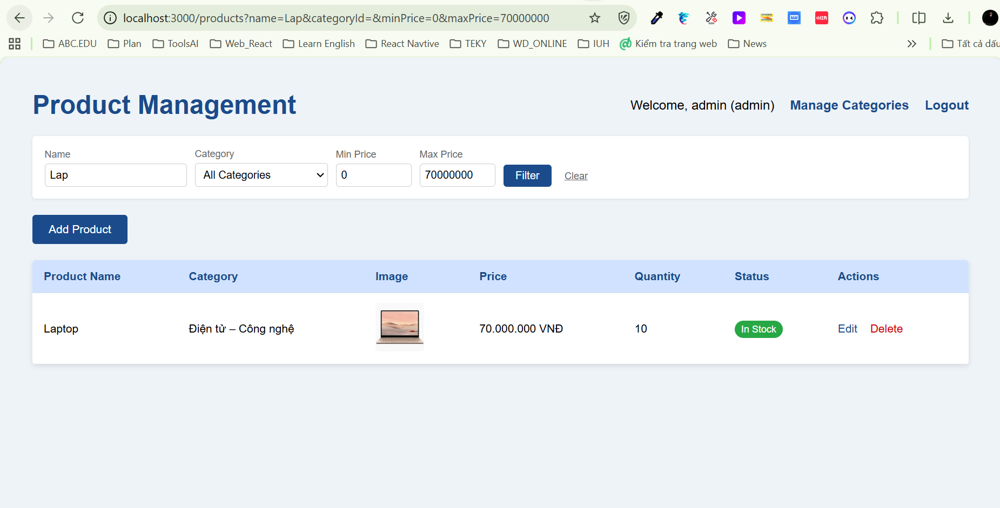 localhost:3000/products?name=Lap&categoryId=&minPrice=0&maxPrice=70000000
ABC.EDU Plan ToolsAI Web_React Learn English React Navtive TEKY WD_ONLINE IUH Kiểm tra trang web News Tất cả dấu
Product Management
Welcome, admin (admin) Manage Categories Logout
Name Category Min Price Max Price
Lap All Categories 0 70000000 Filter Clear
Add Product
Product Name Category Image Price Quantity Status Actions
Laptop Điện tử – Công nghệ 70.000.000 VNĐ 10 In Stock Edit Delete